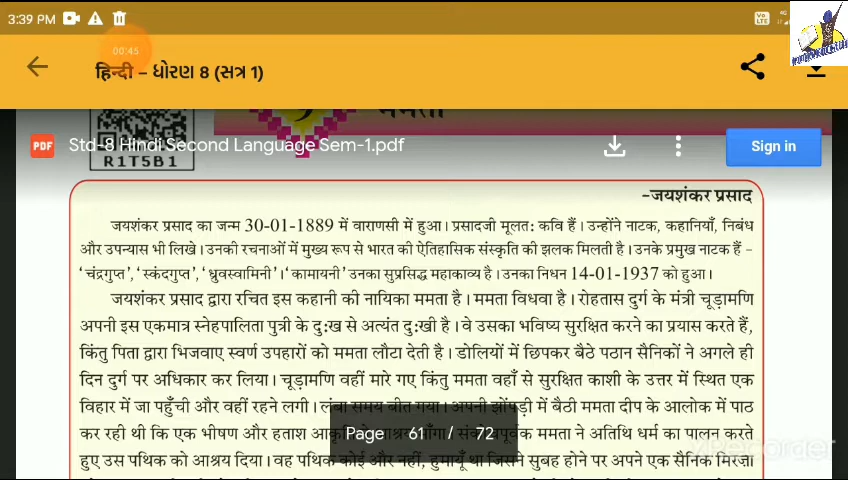 3:39 PM
00:45
हिन्दी – ધોરણ 8 (સત્ર 1)
ममता
R1T5B1
PDF Std-8 Hindi Second Language Sem-1.pdf
Sign in
-जयशंकर प्रसाद
जयशंकर प्रसाद का जन्म 30-01-1889 में वाराणसी में हुआ। प्रसादजी मूलतः कवि हैं। उन्होंने नाटक, कहानियाँ, निबंध
और उपन्यास भी लिखे। उनकी रचनाओं में मुख्य रूप से भारत की ऐतिहासिक संस्कृति की झलक मिलती है। उनके प्रमुख नाटक हैं -
'चंद्रगुप्त', 'स्कंदगुप्त', 'ध्रुवस्वामिनी'। 'कामायनी' उनका सुप्रसिद्ध महाकाव्य है। उनका निधन 14-01-1937 को हुआ।
जयशंकर प्रसाद द्वारा रचित इस कहानी की नायिका ममता है। ममता विधवा है। रोहतास दुर्ग के मंत्री चूड़ामणि
अपनी इस एकमात्र स्नेहपालिता पुत्री के दुःख से अत्यंत दुःखी है। वे उसका भविष्य सुरक्षित करने का प्रयास करते हैं,
किंतु पिता द्वारा भिजवाए स्वर्ण उपहारों को ममता लौटा देती है। डोलियों में छिपकर बैठे पठान सैनिकों ने अगले ही
दिन दुर्ग पर अधिकार कर लिया। चूड़ामणि वहीं मारे गए किंतु ममता वहाँ से सुरक्षित काशी के उत्तर में स्थित एक
विहार में जा पहुँची और वहीं रहने लगी। लंबा समय बीत गया। अपनी झोंपड़ी में बैठी ममता दीप के आलोक में पाठ
कर रही थी कि एक भीषण और हताश
Page 61 / 72
ममता ने अतिथि धर्म का पालन करते
हुए उस पथिक को आश्रय दिया। वह पथिक कोई और नहीं, हुमायूँ था जिसने सुबह होने पर अपने एक सैनिक मिरज़ा